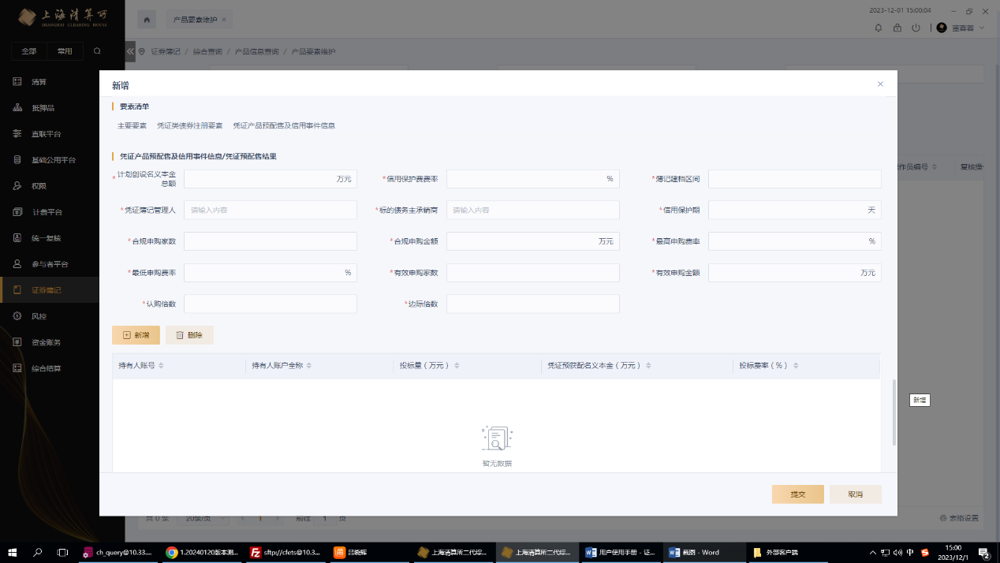 上海清算所
SHANGHAI CLEARING HOUSE
产品要素维护
2023-12-01 15:00:04
全部 常用
证券簿记 / 综合查询 / 产品信息查询 / 产品要素维护
清算
抵押品
直联平台
基础公用平台
权限
计费平台
统一复核
参与者平台
证券簿记
风控
资金账务
综合结算
新增
要素清单
主要要素 凭证类债券注册要素 凭证产品预配售及信用事件信息
凭证产品预配售及信用事件信息/凭证预配售结果
*计划创设名义本金总额 万元 *信用保护费费率 % *簿记建档区间
*凭证簿记管理人 请输入内容 *标的债务主承销商 请输入内容 *信用保护期 天
*合规申购家数 *合规申购金额 万元 *最高申购费率 %
*最低申购费率 % *有效申购家数 *有效申购金额 万元
*认购倍数 *边际倍数
新增 删除
持有人账号 持有人账户全称 投标量(万元) 凭证预获配名义本金(万元) 投标费率(%)
暂无数据
新增
提交 取消
作员编号 复核操
共 0 条 20条/页 1 前往 1 页 表格设置
ch_query@10.33.... 1.20240120版本测... sftp://cfets@10.3... 吕晓晖 上海清算所二代综... 上海清算所二代综... 用户使用手册 - 证... 截图 - Word 外部客户端
中
15:00
2023/12/1
2